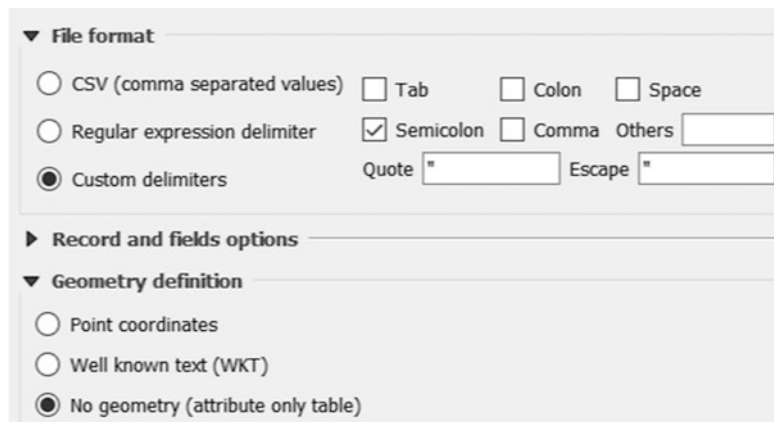 File format
CSV (comma separated values) Tab Colon Space
Regular expression delimiter Semicolon Comma Others
Custom delimiters Quote " Escape "
Record and fields options
Geometry definition
Point coordinates
Well known text (WKT)
No geometry (attribute only table)